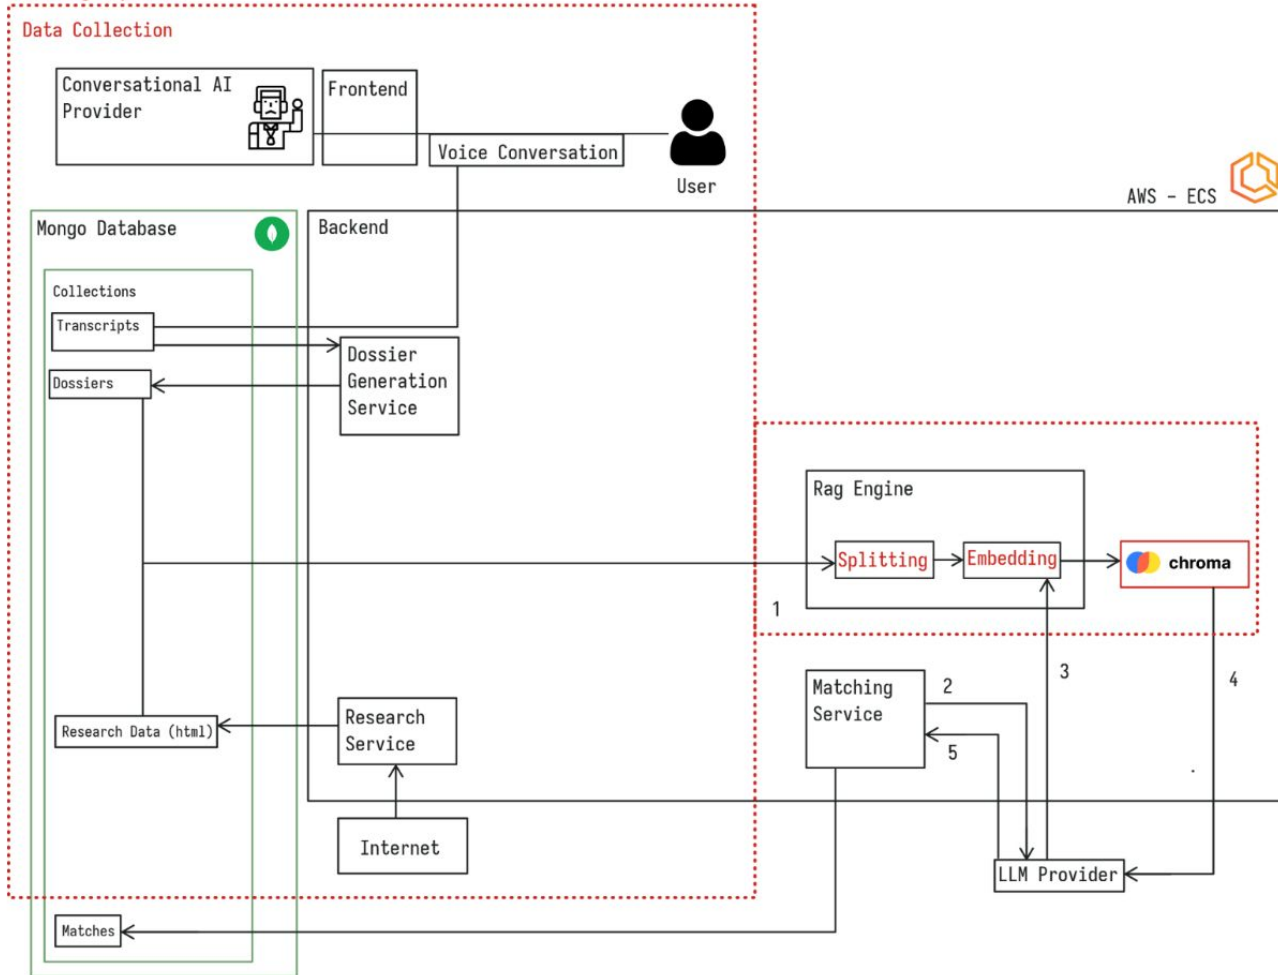 Data Collection
Conversational AI
Provider
Frontend
Voice Conversation
User
AWS - ECS
Mongo Database
Backend
Collections
Transcripts
Dossiers
Dossier
Generation
Service
Rag Engine
Splitting
Embedding
chroma
1
Matching
Service
2
3
4
5
Research Data (html)
Research
Service
Internet
LLM Provider
Matches